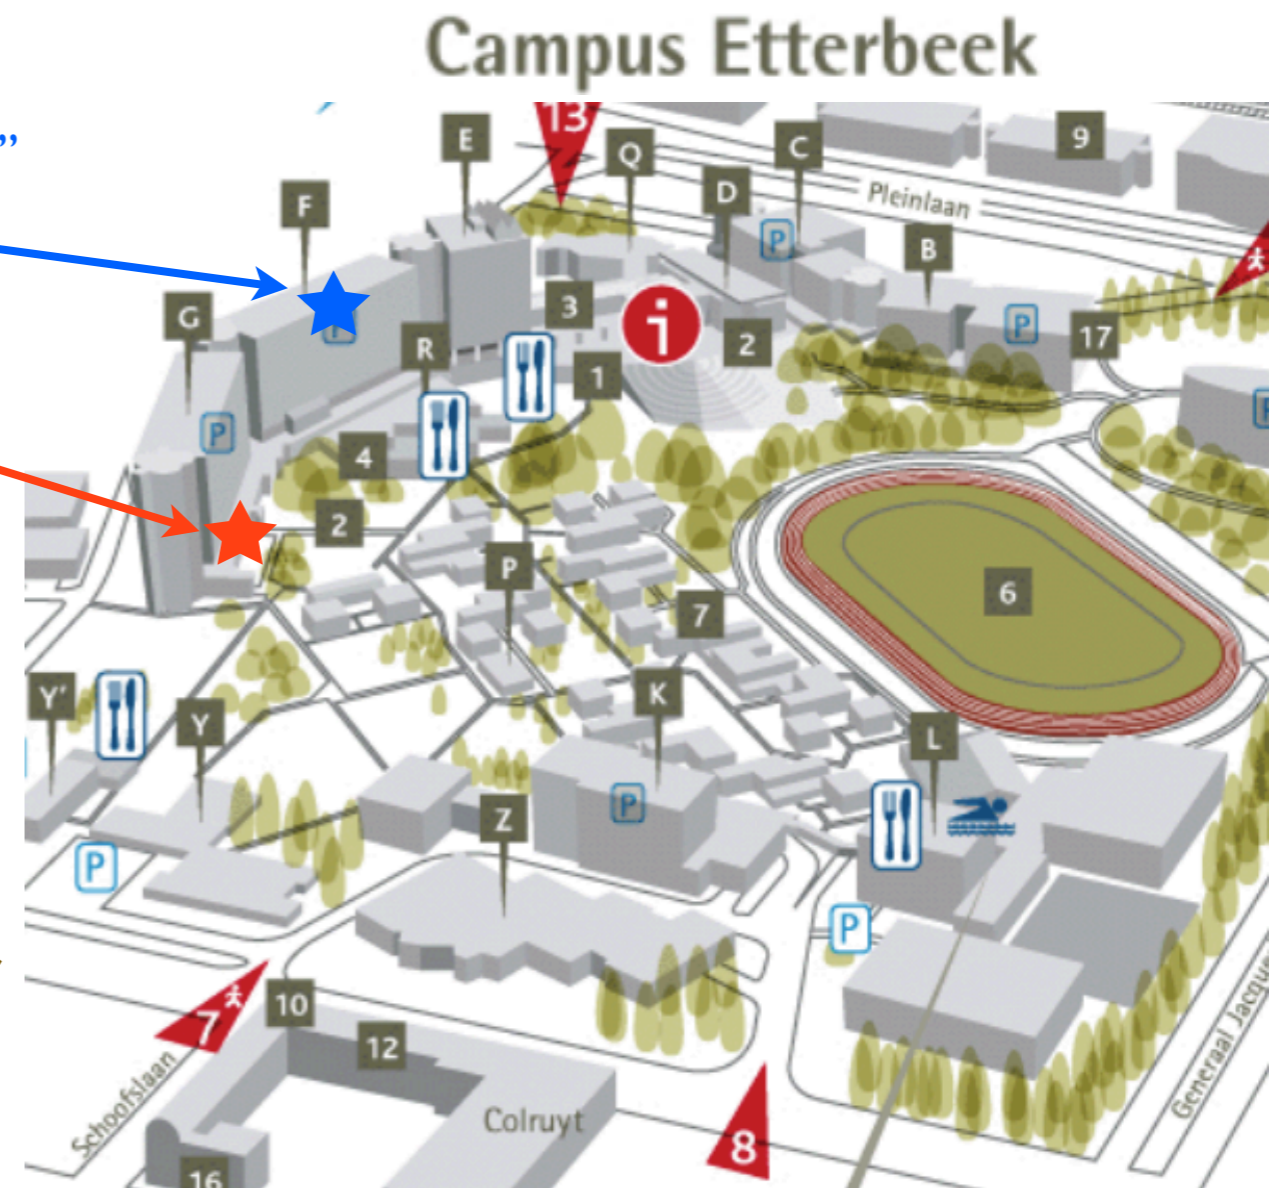 Campus Etterbeek
”
13
E
Q
C
9
D
Pleinlaan
F
B
P
G
3
i
P
17
R
2
P
1
P
P
4
2
P
6
7
Y'
K
Y
L
P
Z
P
P
7
10
12
Schoofslaan
Colruyt
8
16
Generaal Jacque